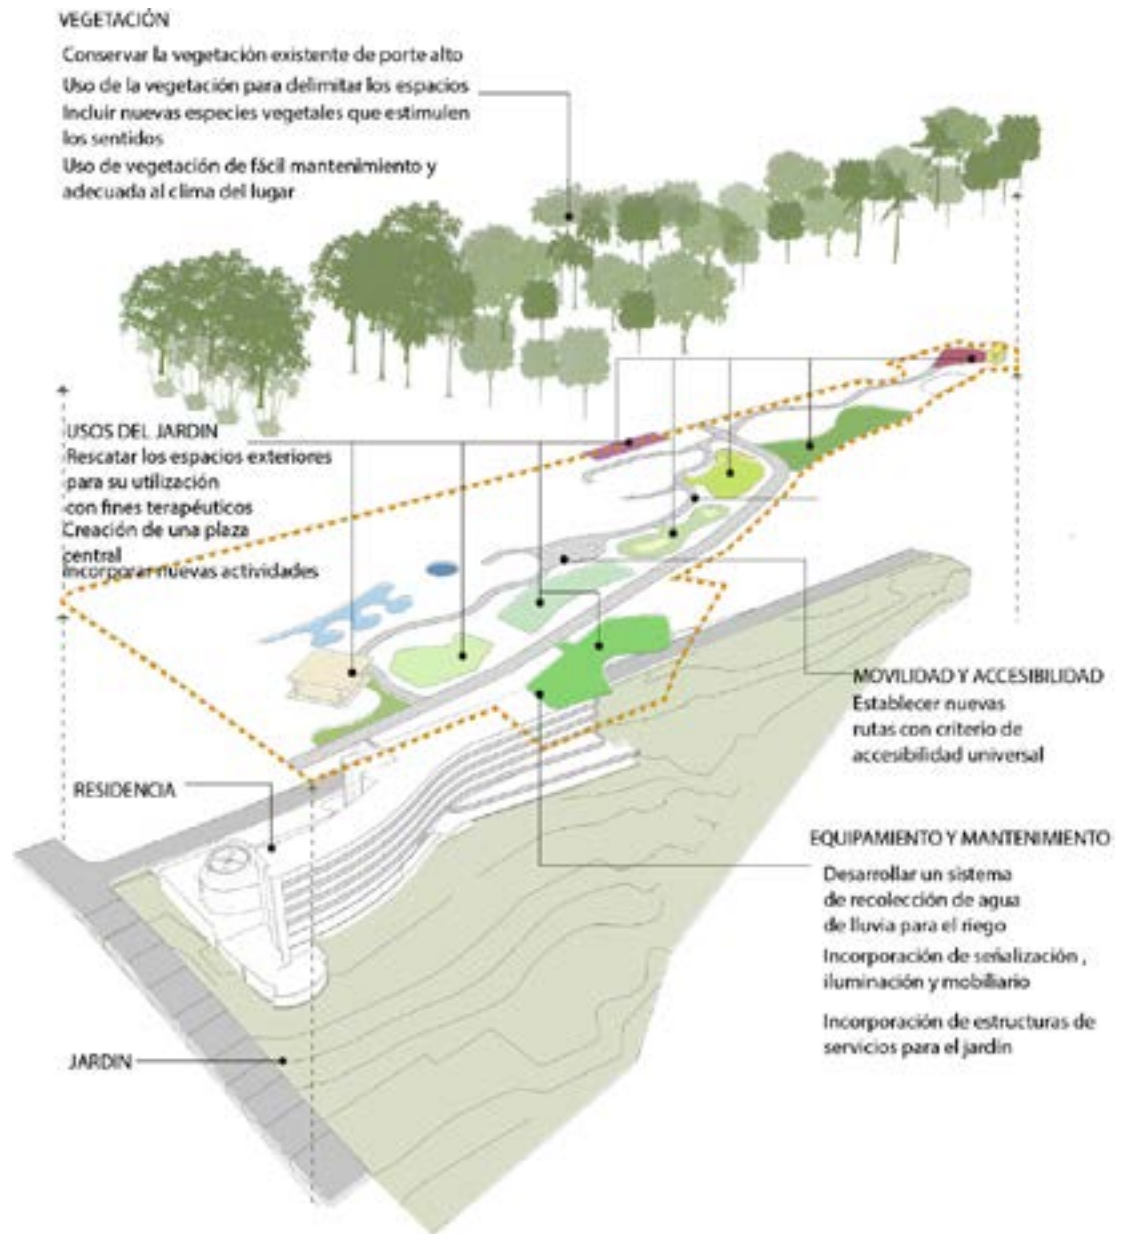 VEGETACIÓN
Conservar la vegetación existente de porte alto
Uso de la vegetación para delimitar los espacios
Incluir nuevas especies vegetales que estimulen
los sentidos
Uso de vegetación de fácil mantenimiento y
adecuada al clima del lugar
USOS DEL JARDIN
Rescatar los espacios exteriores
para su utilización
con fines terapéuticos
Creación de una plaza
central
Incorporar nuevas actividades
MOVILIDAD Y ACCESIBILIDAD
Establecer nuevas
rutas con criterio de
accesibilidad universal
RESIDENCIA
EQUIPAMIENTO Y MANTENIMIENTO
Desarrollar un sistema
de recolección de agua
de lluvia para el riego
Incorporación de señalización ,
iluminación y mobiliario
Incorporación de estructuras de
servicios para el jardín
JARDIN